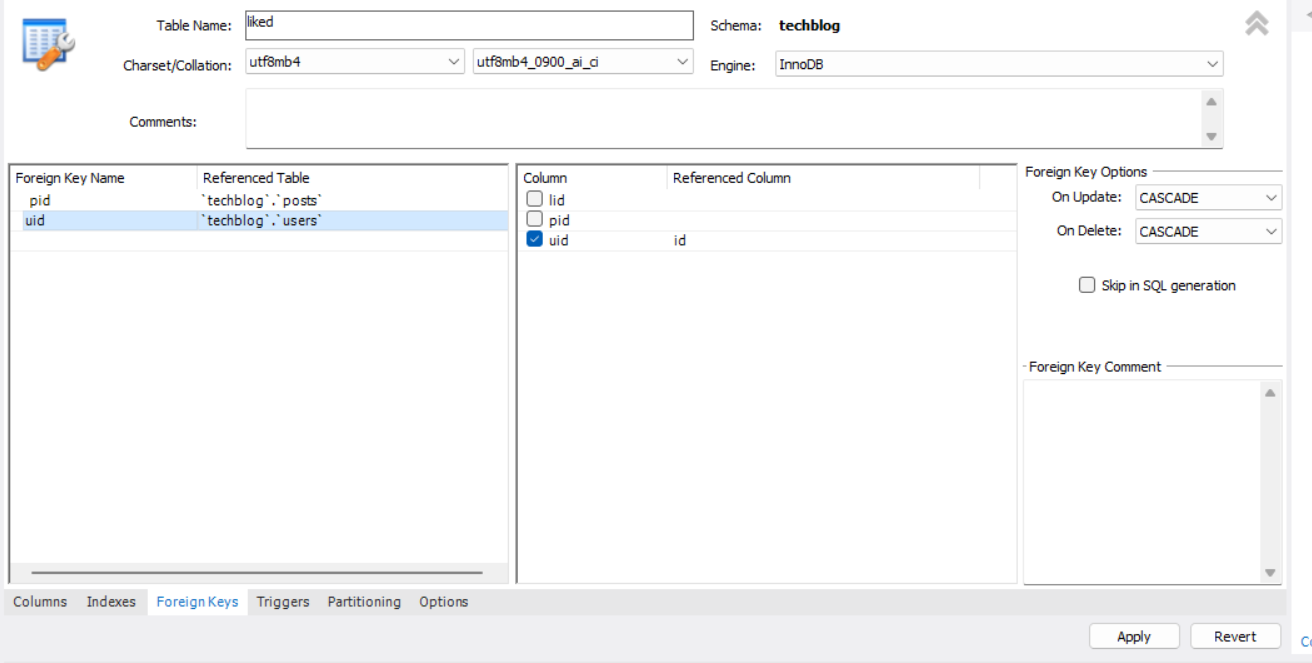 Table Name: liked Schema: techblog
Charset/Collation: utf8mb4 utf8mb4_0900_ai_ci Engine: InnoDB
Comments:
Foreign Key Name Referenced Table
pid `techblog`.`posts`
uid `techblog`.`users`
Column Referenced Column
lid
pid
uid id
Foreign Key Options
On Update: CASCADE
On Delete: CASCADE
Skip in SQL generation
Foreign Key Comment
Columns Indexes Foreign Keys Triggers Partitioning Options
Apply Revert